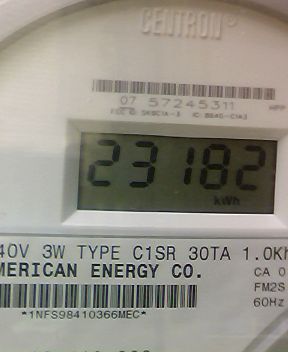 CENTRON®
07 57245311
23182
kWh
40V 3W TYPE C1SR 30TA 1.0Kh
MERICAN ENERGY CO.
CA 0
FM2S
60Hz
*1NFS98410366MEC*